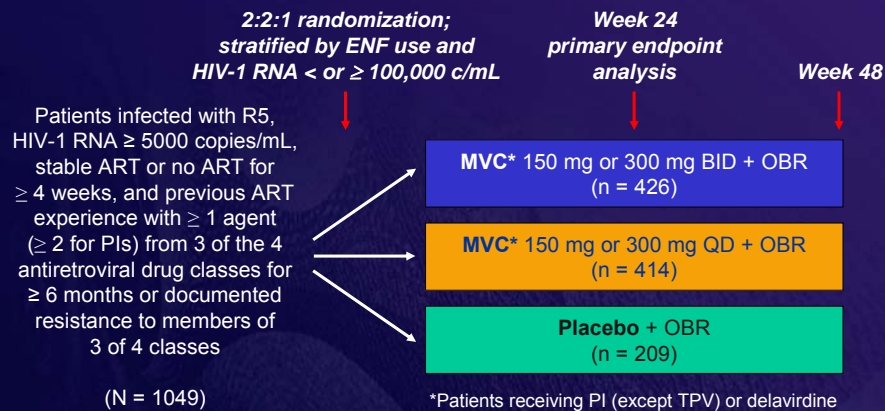 2:2:1 randomization;
stratified by ENF use and
HIV-1 RNA < or ≥ 100,000 c/mL
Week 24
primary endpoint
analysis
Week 48
Patients infected with R5,
HIV-1 RNA ≥ 5000 copies/mL,
stable ART or no ART for
≥ 4 weeks, and previous ART
experience with ≥ 1 agent
(≥ 2 for PIs) from 3 of the 4
antiretroviral drug classes for
≥ 6 months or documented
resistance to members of
3 of 4 classes
(N = 1049)
MVC* 150 mg or 300 mg BID + OBR
(n = 426)
MVC* 150 mg or 300 mg QD + OBR
(n = 414)
Placebo + OBR
(n = 209)
*Patients receiving PI (except TPV) or delavirdine